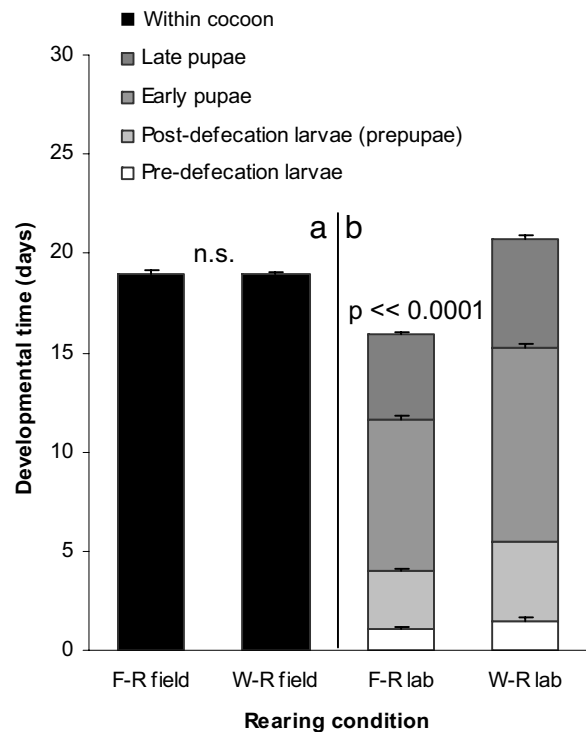 Within cocoon
Late pupae
Early pupae
Post-defecation larvae (prepupae)
Pre-defecation larvae
30
25
20
15
10
5
0
Developmental time (days)
n.s.
a
b
p << 0.0001
F-R field
W-R field
F-R lab
W-R lab
Rearing condition